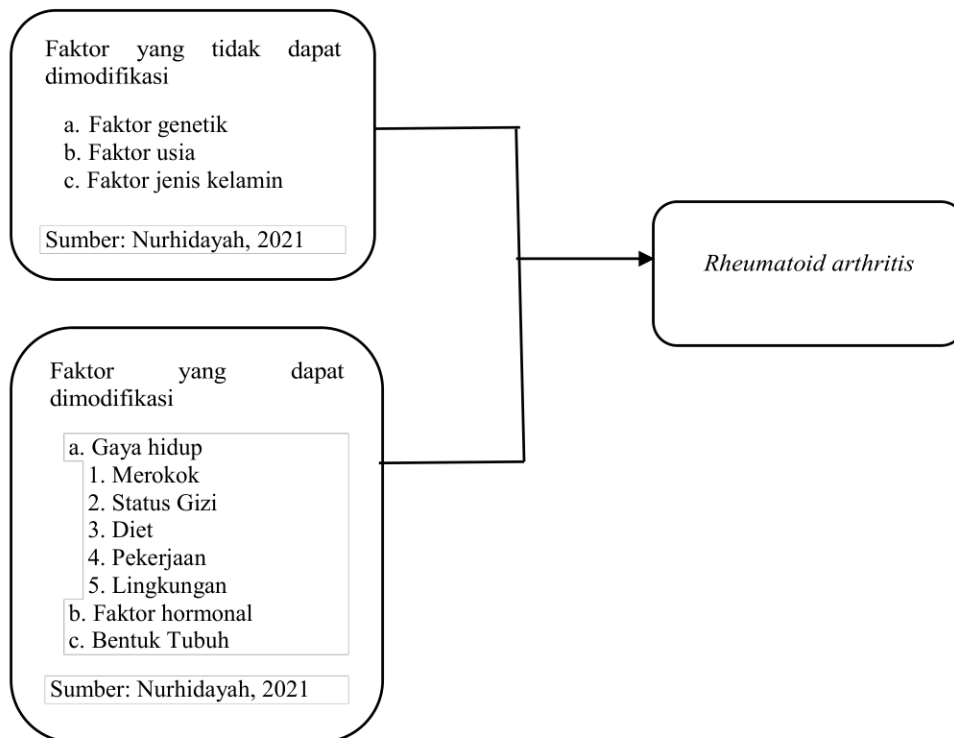 Faktor yang tidak dapat
dimodifikasi
a. Faktor genetik
b. Faktor usia
c. Faktor jenis kelamin
Sumber: Nurhidayah, 2021
Rheumatoid arthritis
Faktor yang dapat
dimodifikasi
a. Gaya hidup
1. Merokok
2. Status Gizi
3. Diet
4. Pekerjaan
5. Lingkungan
b. Faktor hormonal
c. Bentuk Tubuh
Sumber: Nurhidayah, 2021